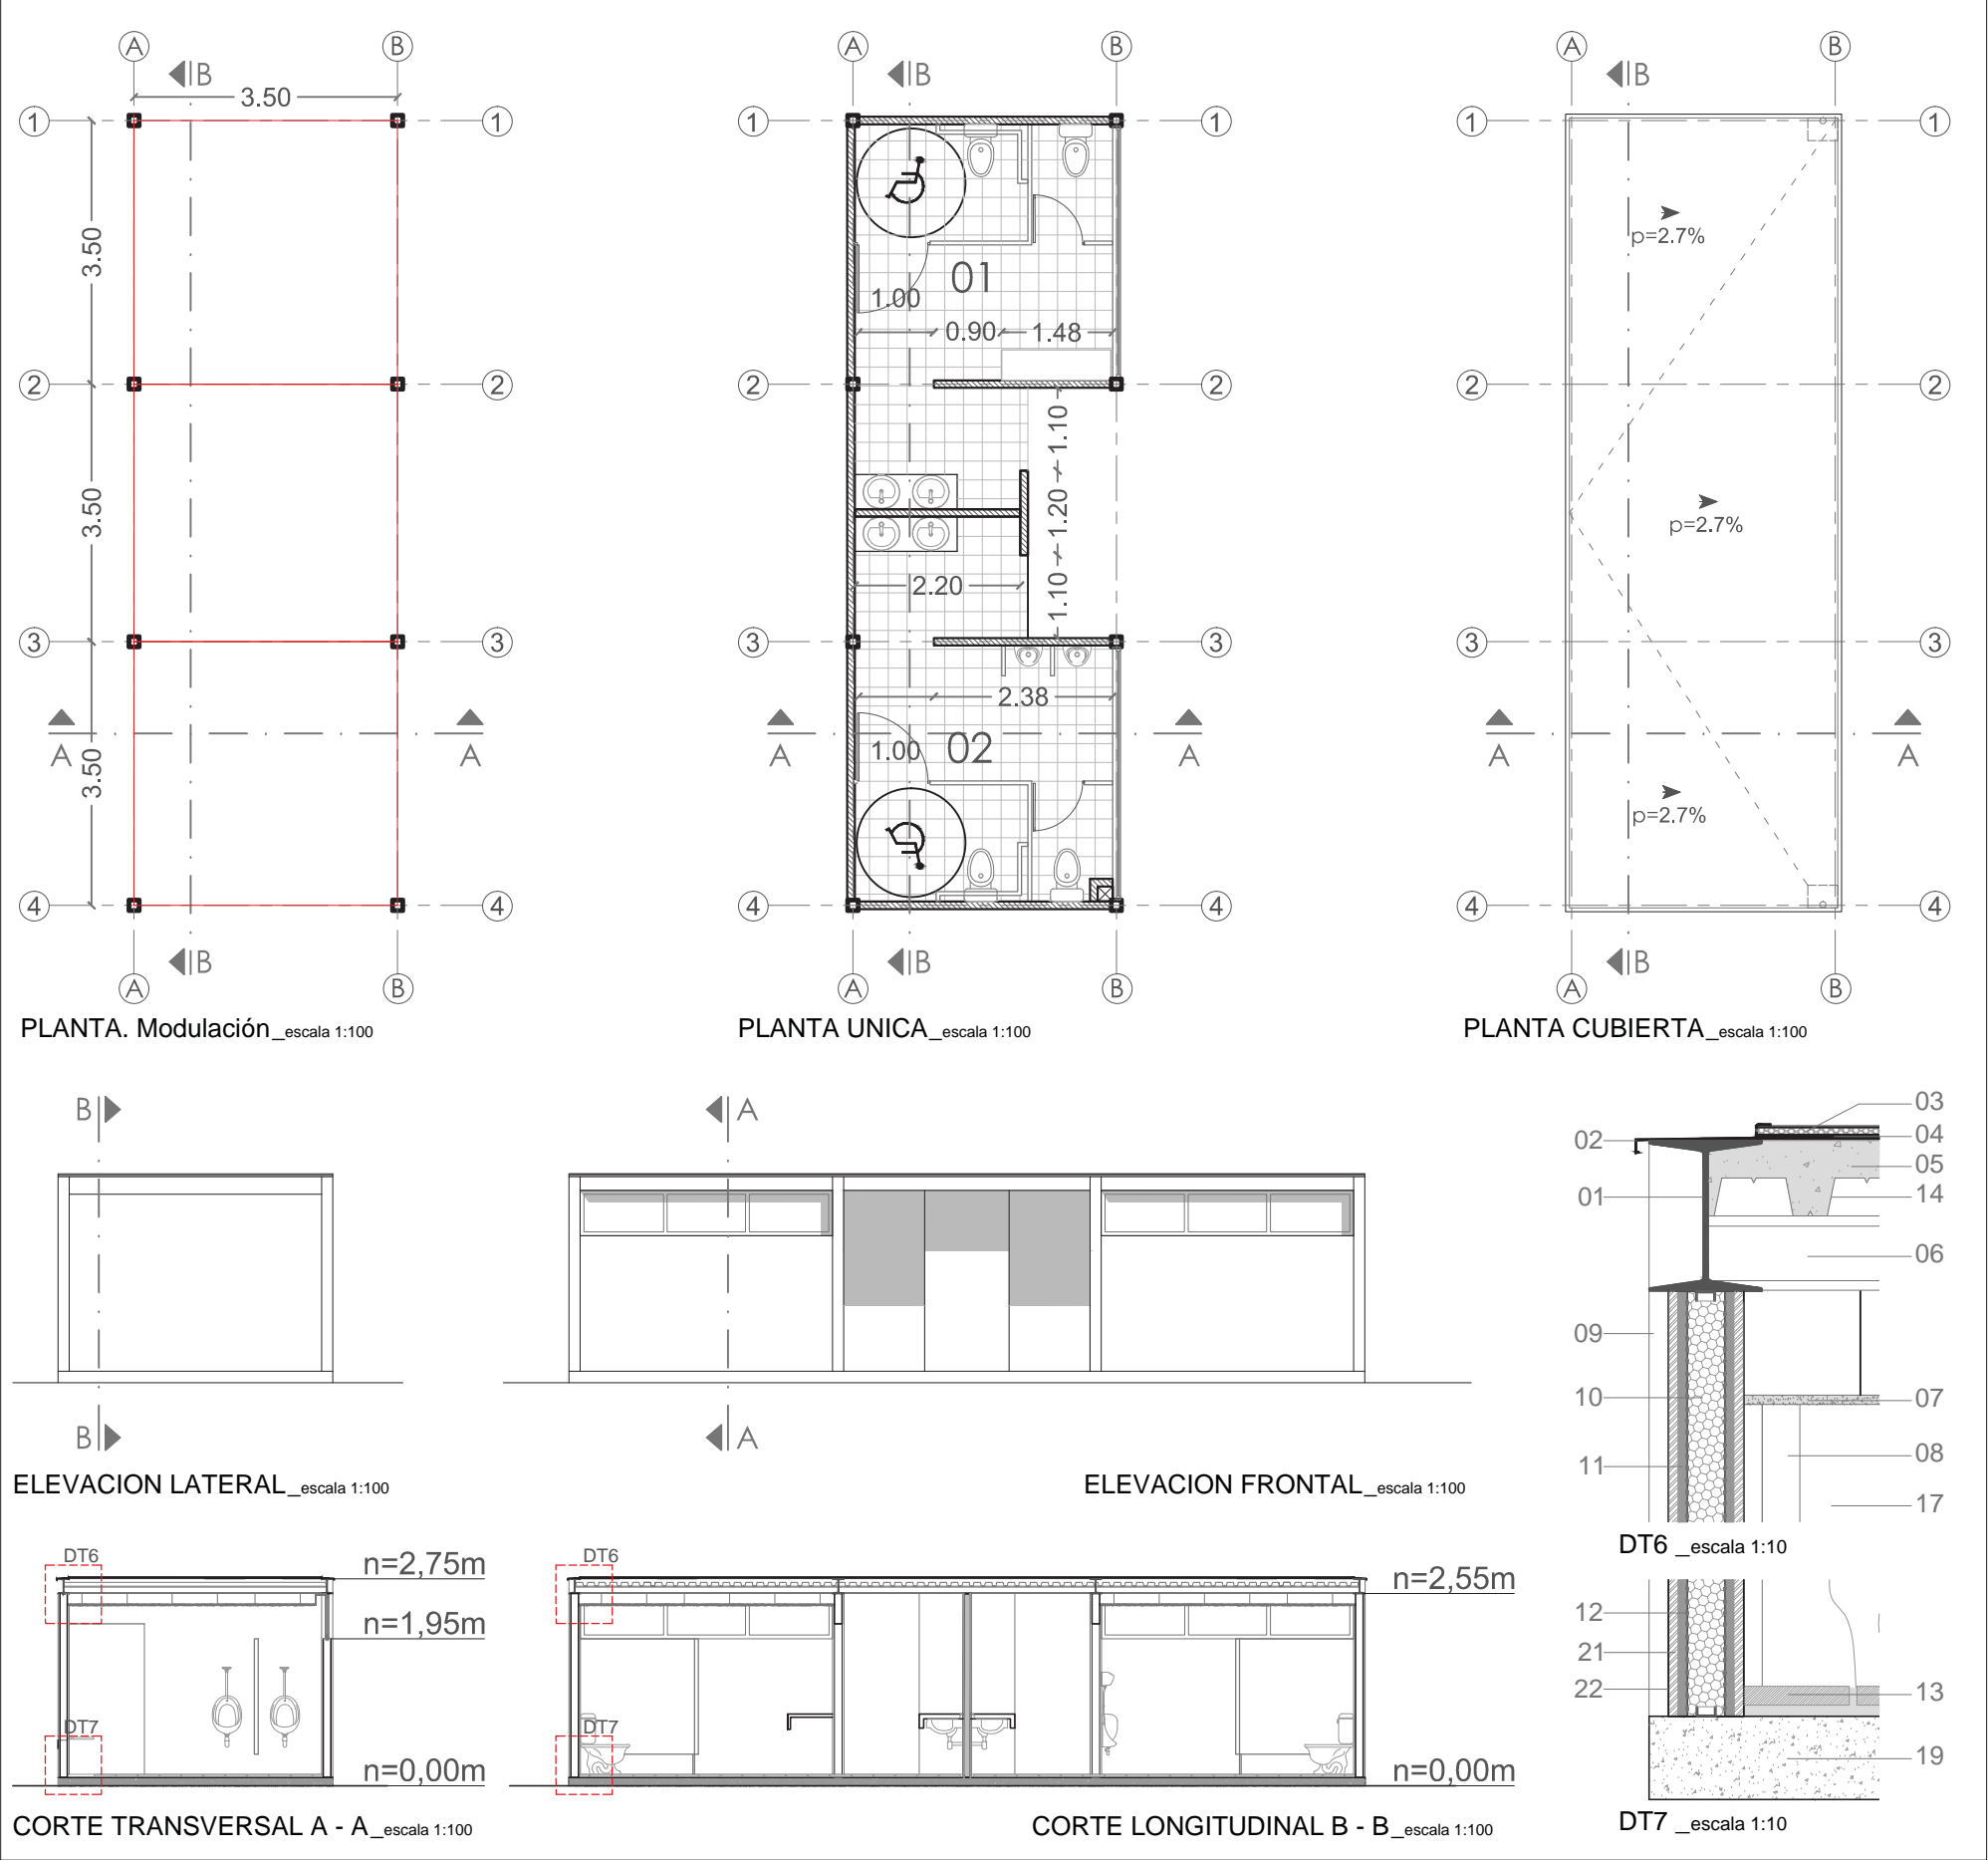 A B A B A B
B B B
3.50
1 1 1 1 1 1
3.50
p=2.7%
01
1.00
0.90 1.48
2 2 2 2 2 2
1.10
3.50
1.20
p=2.7%
1.10
2.20
3 3 3 3 3 3
2.38
A A A A A A
1.00 02
3.50
p=2.7%
4 4 4 4 4 4
B B B
A B A B A B
PLANTA. Modulación_escala 1:100
PLANTA UNICA_escala 1:100
PLANTA CUBIERTA_escala 1:100
B
B
ELEVACION LATERAL_escala 1:100
A
A
ELEVACION FRONTAL_escala 1:100
03
02
04
05
01
14
06
09
10
07
08
11
17
DT6 _escala 1:10
12
21
22
13
19
DT7 _escala 1:10
DT6
n=2,75m
n=1,95m
DT7
n=0,00m
CORTE TRANSVERSAL A - A_escala 1:100
DT6
n=2,55m
DT7
n=0,00m
CORTE LONGITUDINAL B - B_escala 1:100